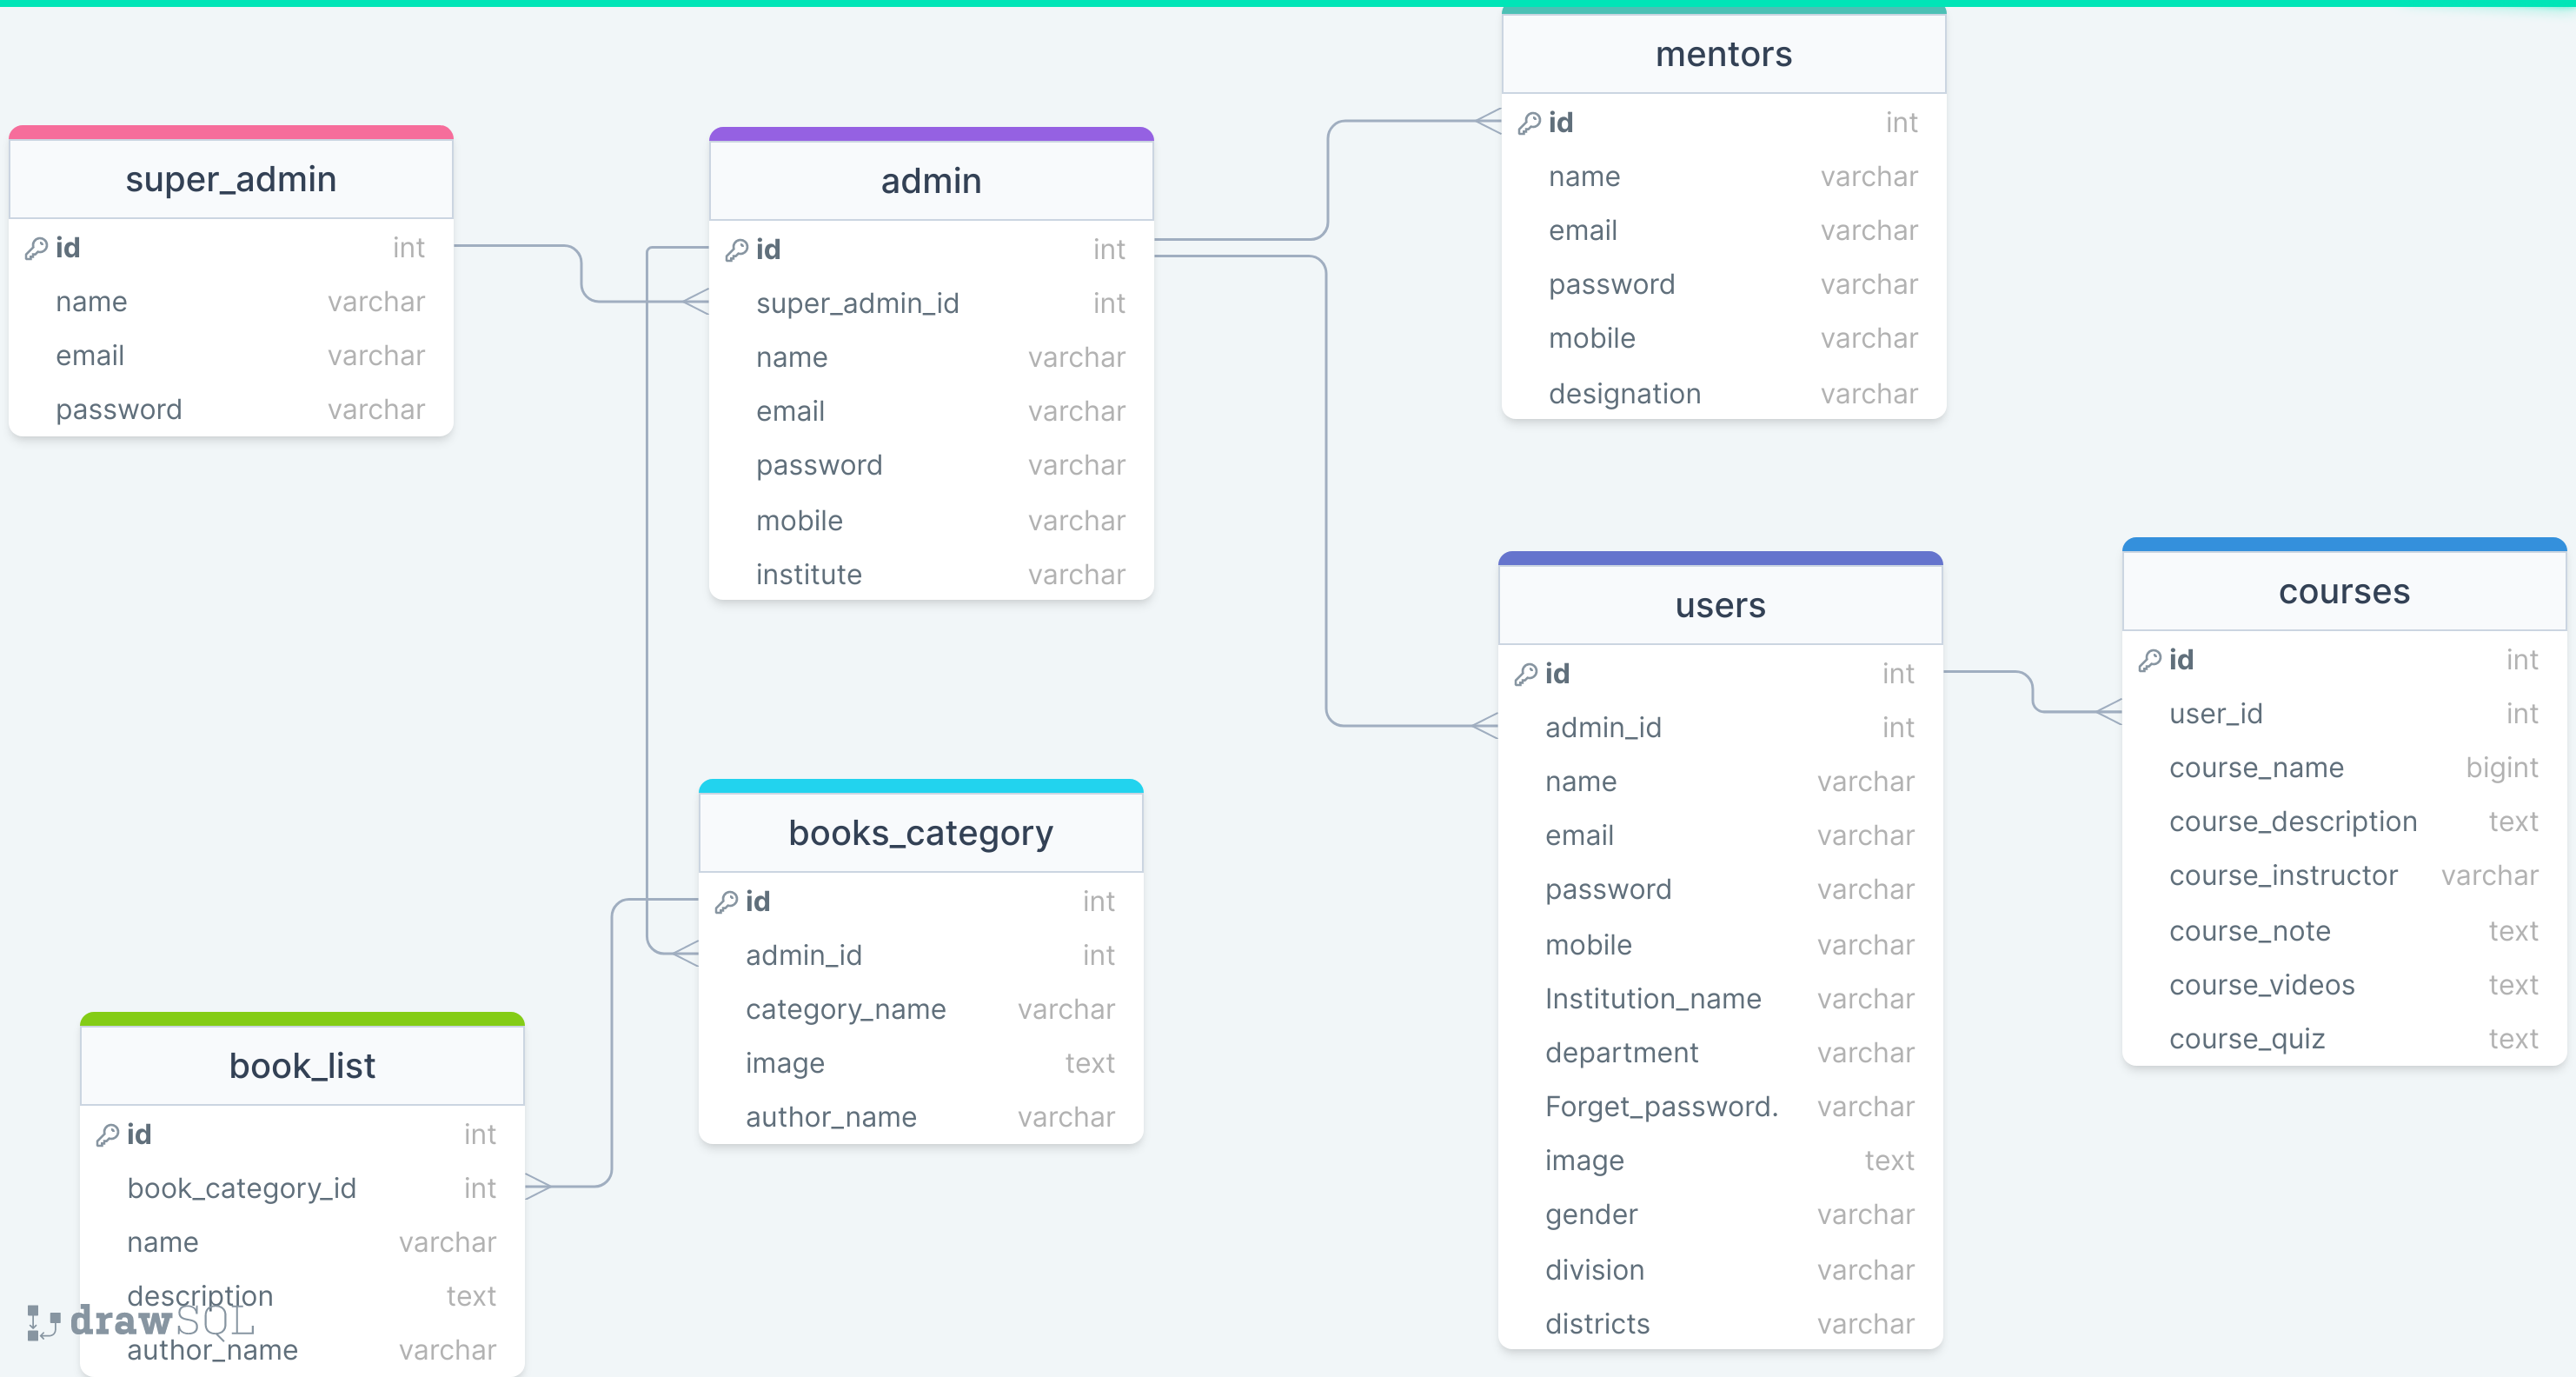 super_admin
id int
name varchar
email varchar
password varchar
admin
id int
super_admin_id int
name varchar
email varchar
password varchar
mobile varchar
institute varchar
mentors
id int
name varchar
email varchar
password varchar
mobile varchar
designation varchar
users
id int
admin_id int
name varchar
email varchar
password varchar
mobile varchar
Institution_name varchar
department varchar
Forget_password. varchar
image text
gender varchar
division varchar
districts varchar
courses
id int
user_id int
course_name bigint
course_description text
course_instructor varchar
course_note text
course_videos text
course_quiz text
books_category
id int
admin_id int
category_name varchar
image text
author_name varchar
book_list
id int
book_category_id int
name varchar
description text
author_name varchar
drawSQL